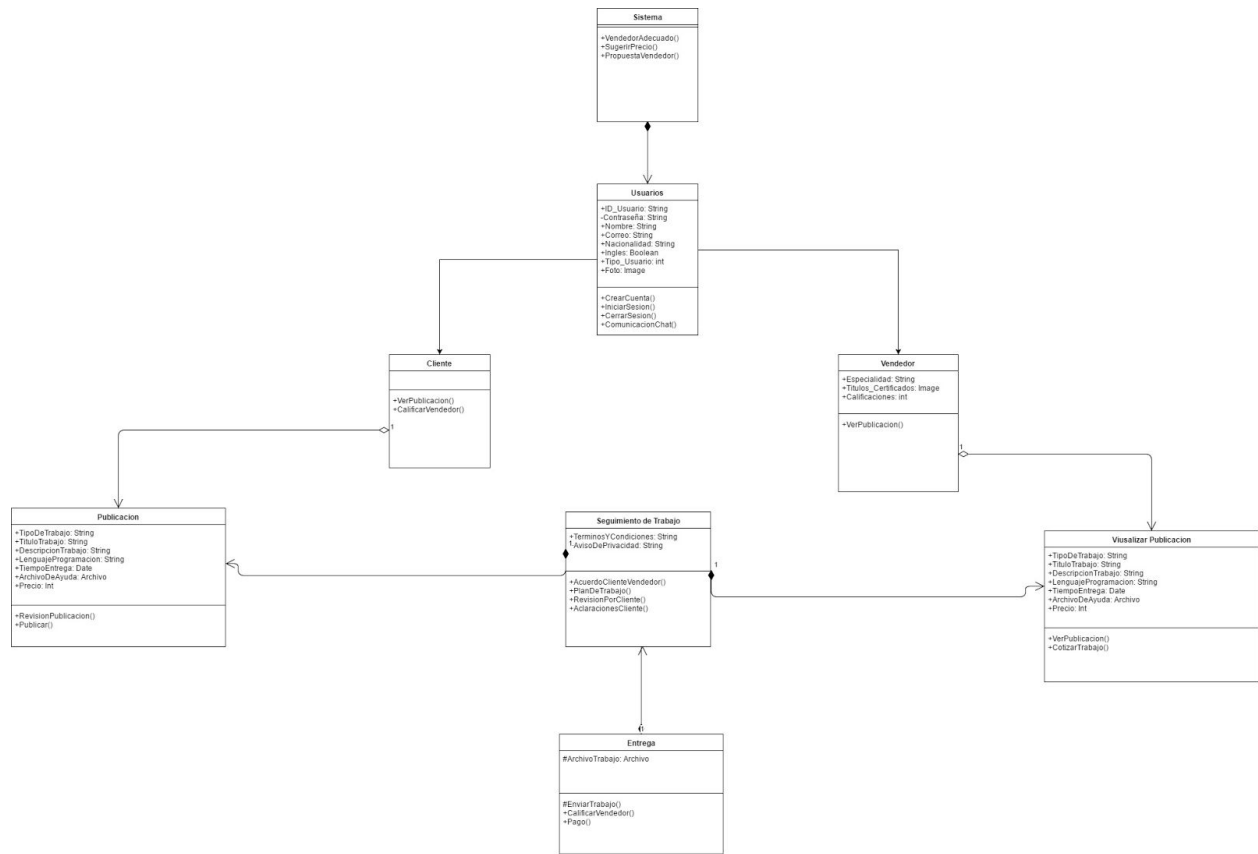 Sistema
+VendedorAdecuado()
+SugerirPrecio()
+PropuestaVendedor()
Usuarios
+ID_Usuario: String
-Contraseña: String
+Nombre: String
+Correo: String
+Nacionalidad: String
+Ingles: Boolean
+Tipo_Usuario: int
+Foto: Image
+CrearCuenta()
+IniciarSesion()
+CerrarSesion()
+ComunicacionChat()
Cliente
+VerPublicacion()
+CalificarVendedor()
1
Vendedor
+Especialidad: String
+Titulos_Certificados: Image
+Calificaciones: int
+VerPublicacion()
1
Publicacion
+TipoDeTrabajo: String
+TituloTrabajo: String
+DescripcionTrabajo: String
+LenguajeProgramacion: String
+TiempoEntrega: Date
+ArchivoDeAyuda: Archivo
+Precio: Int
+RevisionPublicacion()
+Publicar()
Seguimiento de Trabajo
+TerminosYCondiciones: String
+AvisoDePrivacidad: String
1
1
+AcuerdoClienteVendedor()
+PlanDeTrabajo()
+RevisionPorCliente()
+AclaracionesCliente()
Viusalizar Publicacion
+TipoDeTrabajo: String
+TituloTrabajo: String
+DescripcionTrabajo: String
+LenguajeProgramacion: String
+TiempoEntrega: Date
+ArchivoDeAyuda: Archivo
+Precio: Int
+VerPublicacion()
+CotizarTrabajo()
1
Entrega
#ArchivoTrabajo: Archivo
#EnviarTrabajo()
+CalificarVendedor()
+Pago()